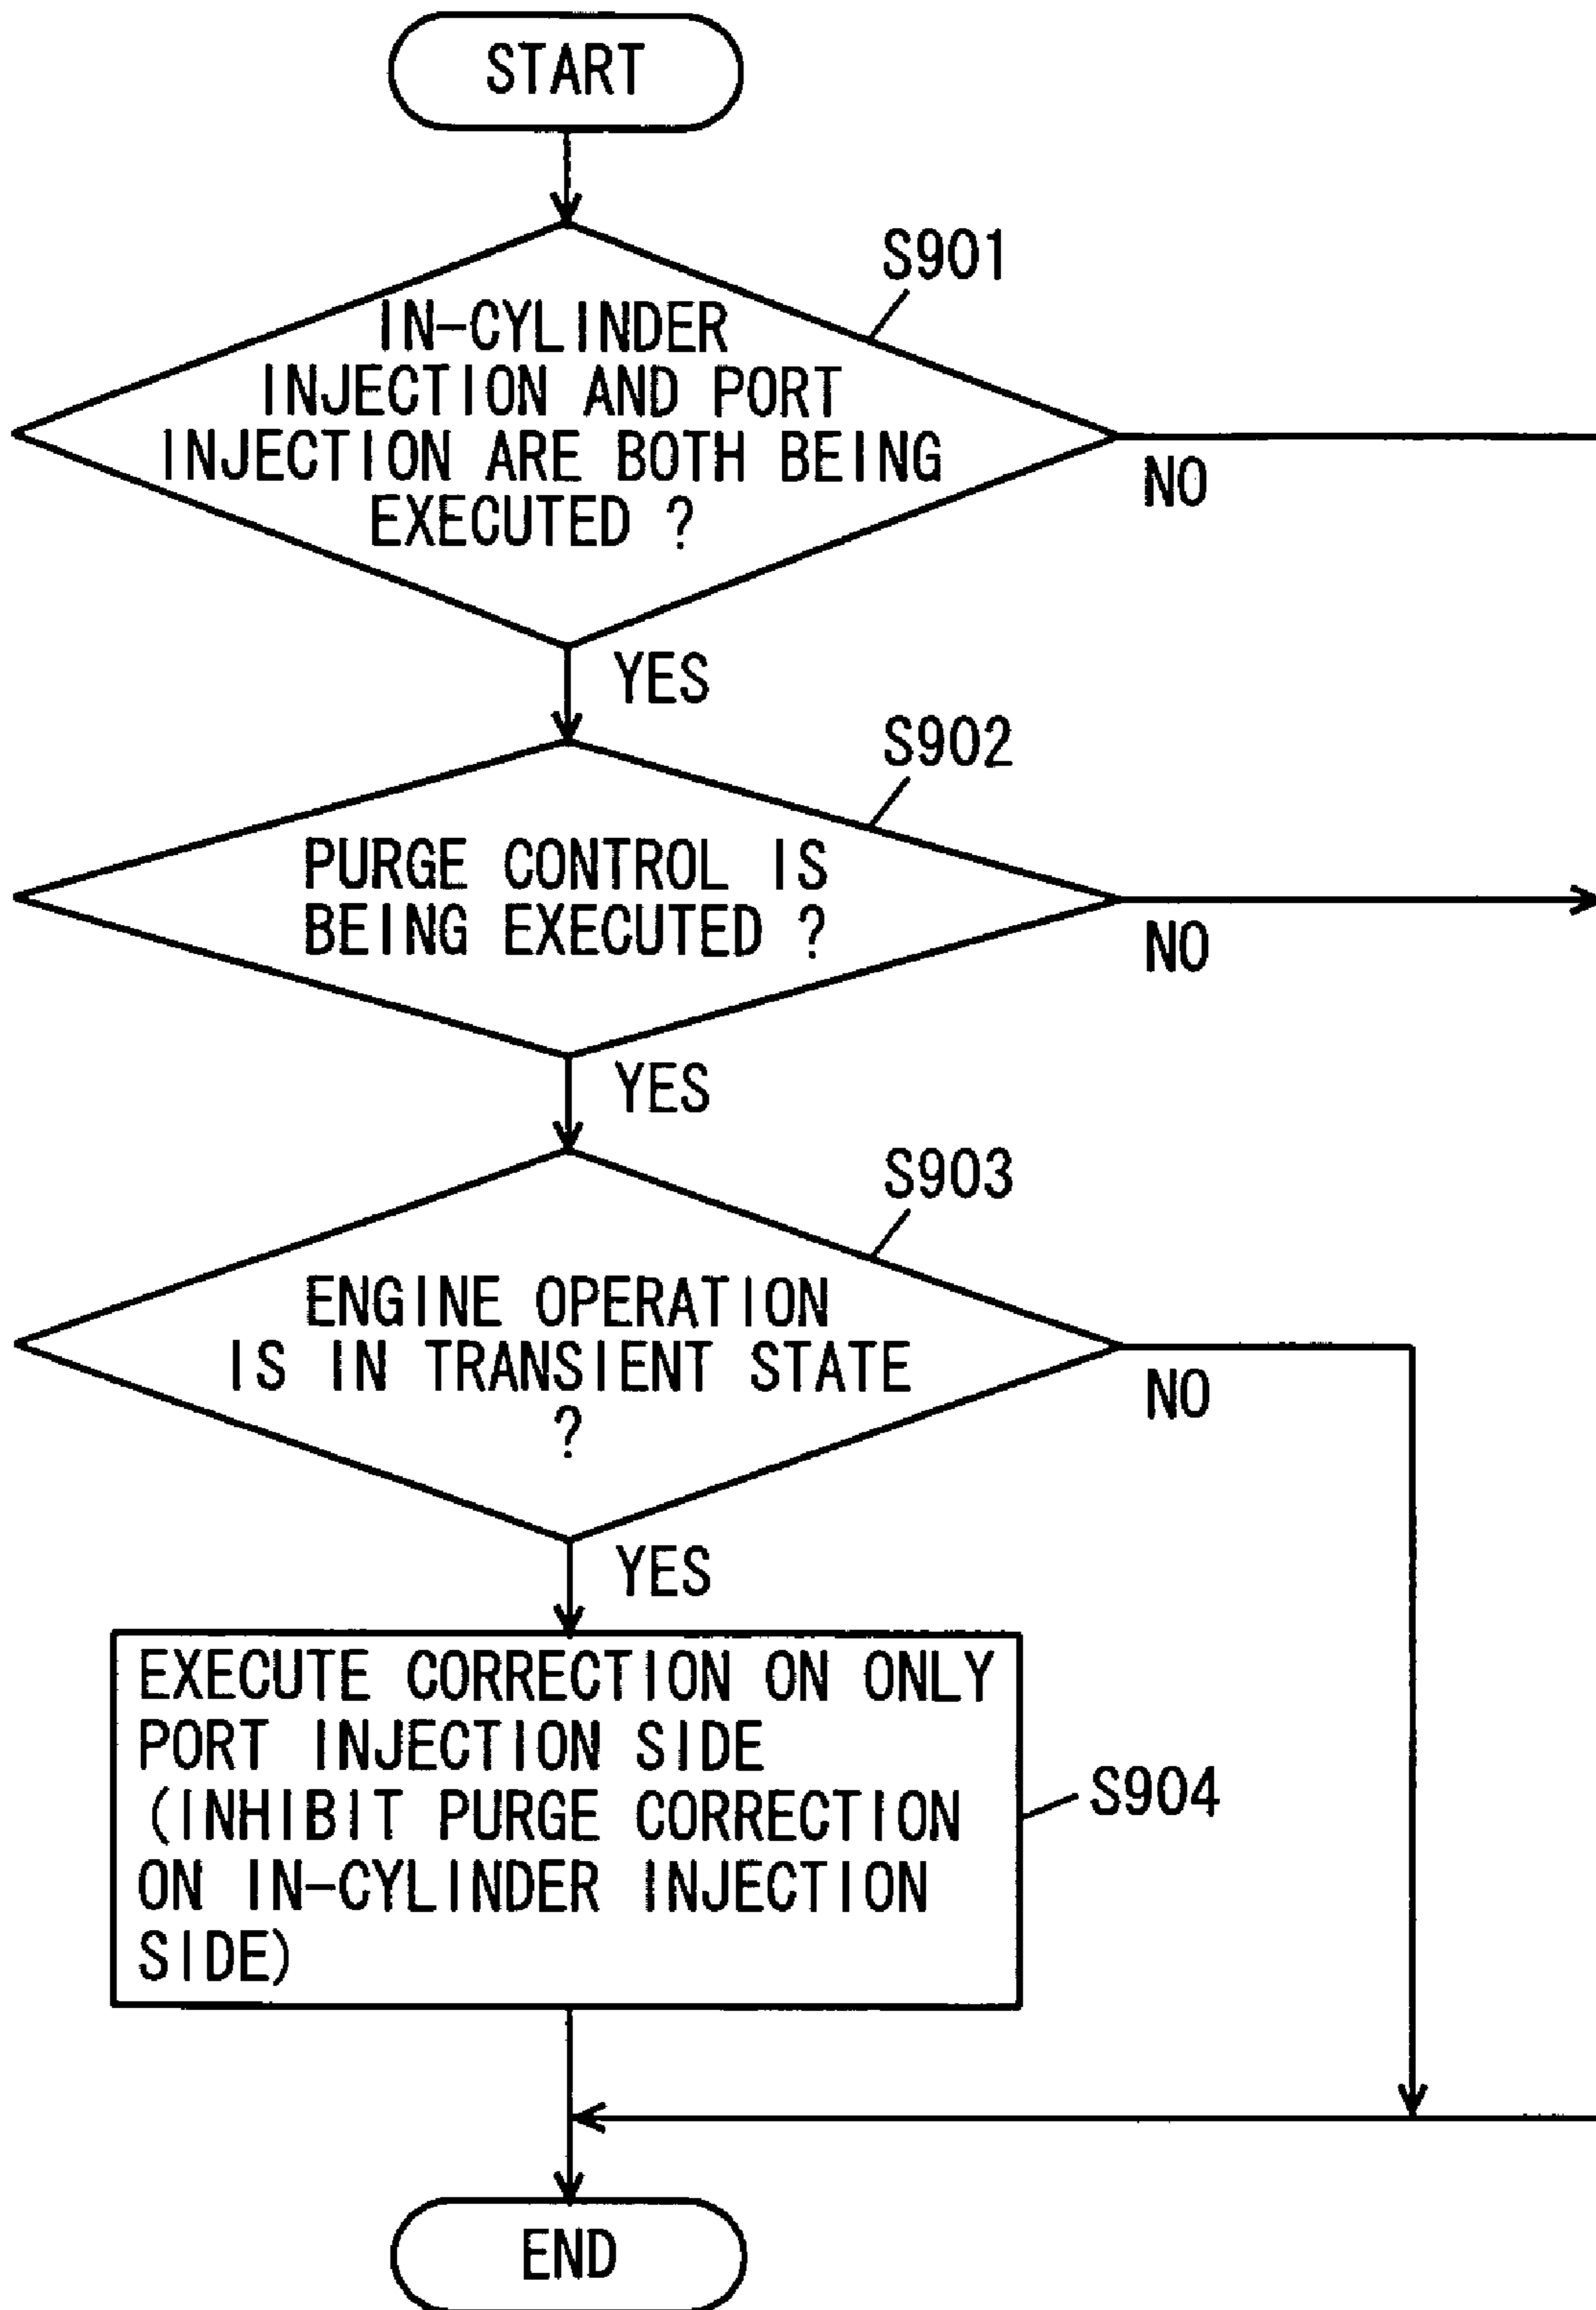 START
S901
IN-CYLINDER
INJECTION AND PORT
INJECTION ARE BOTH BEING
EXECUTED ?
NO
YES
S902
PURGE CONTROL IS
BEING EXECUTED ?
NO
YES
S903
ENGINE OPERATION
IS IN TRANSIENT STATE
?
NO
YES
EXECUTE CORRECTION ON ONLY
PORT INJECTION SIDE
(INHIBIT PURGE CORRECTION
ON IN-CYLINDER INJECTION
SIDE)
S904
END